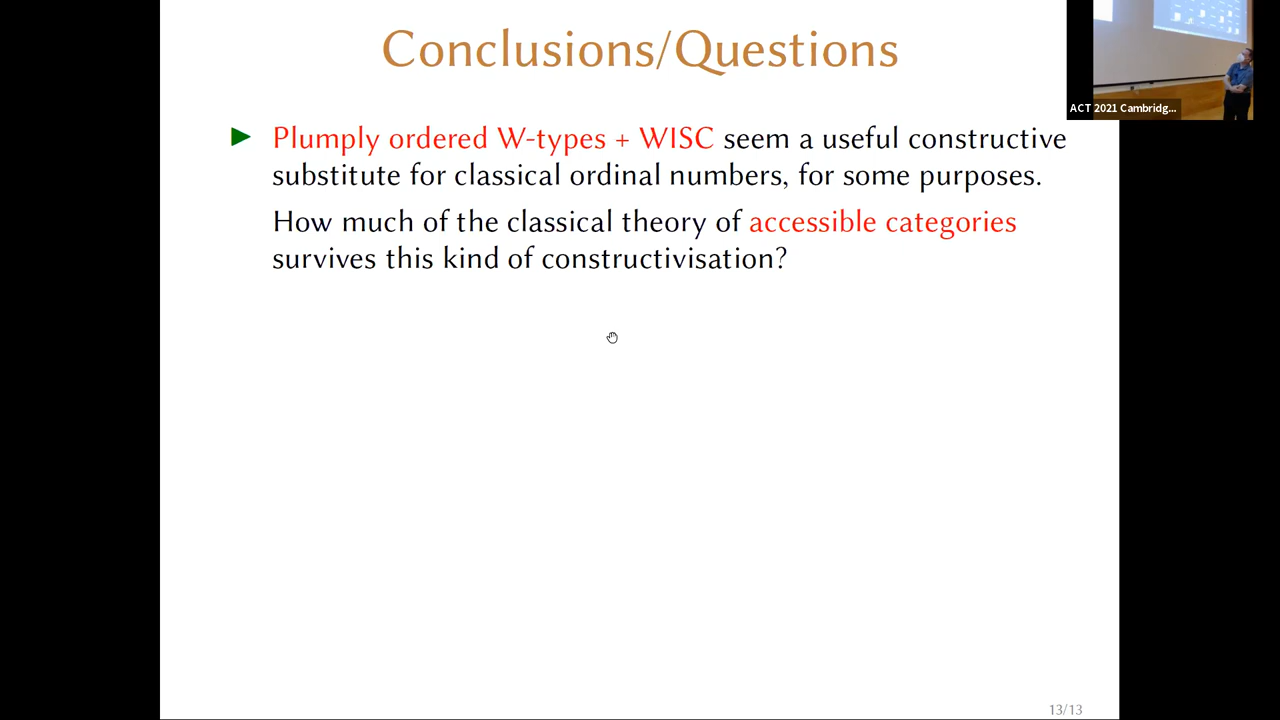 Conclusions/Questions
ACT 2021 Cambridg...
▶ Plumply ordered W-types + WISC seem a useful constructive
substitute for classical ordinal numbers, for some purposes.
How much of the classical theory of accessible categories
survives this kind of constructivisation?
13/13